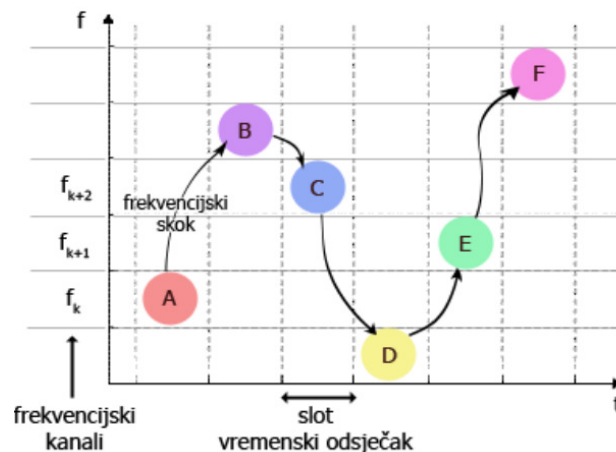 f
F
B
C
f k+2
frekvencijski
skok
f k+1
E
f k
A
D
t
frekvencijski
kanali
slot
vremenski odsječak